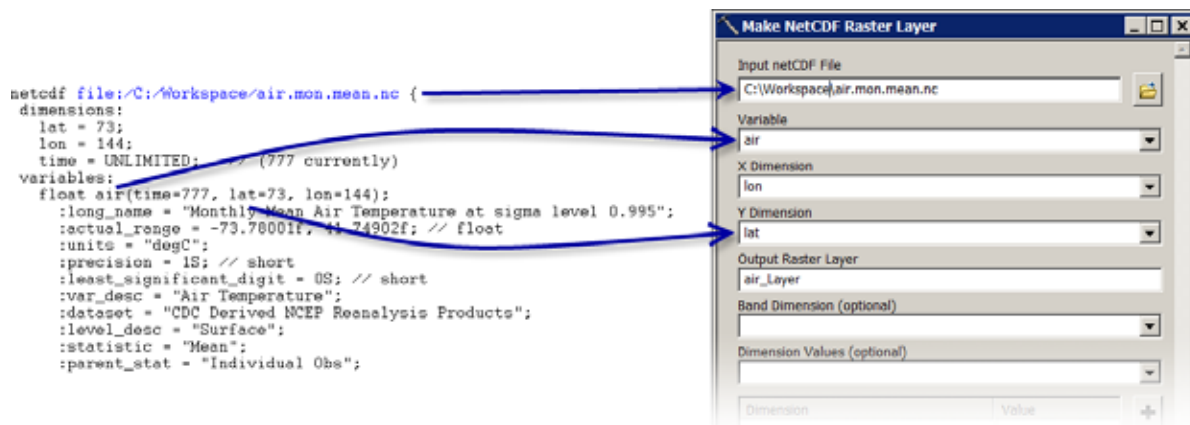 netcdf file:/C:/Workspace/air.mon.mean.nc {
dimensions:
lat = 73;
lon = 144;
time = UNLIMITED; // (777 currently)
variables:
float air(time=777, lat=73, lon=144);
:long_name = "Monthly Mean Air Temperature at sigma level 0.995";
:actual_range = -73.78001f, 41.74902f; // float
:units = "degC";
:precision = 1S; // short
:least_significant_digit = 0S; // short
:var_desc = "Air Temperature";
:dataset = "CDC Derived NCEP Reanalysis Products";
:level_desc = "Surface";
:statistic = "Mean";
:parent_stat = "Individual Obs";
Make NetCDF Raster Layer
Input netCDF File
C:\Workspace\air.mon.mean.nc
Variable
air
X Dimension
lon
Y Dimension
lat
Output Raster Layer
air_Layer
Band Dimension (optional)
Dimension Values (optional)
Dimension Value